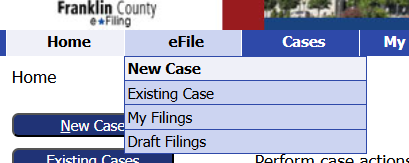 Franklin County
e★Filing
Home eFile Cases My
New Case
Home
Existing Case
My Filings
New Case
Draft Filings
Existing Cases
Perform case actions